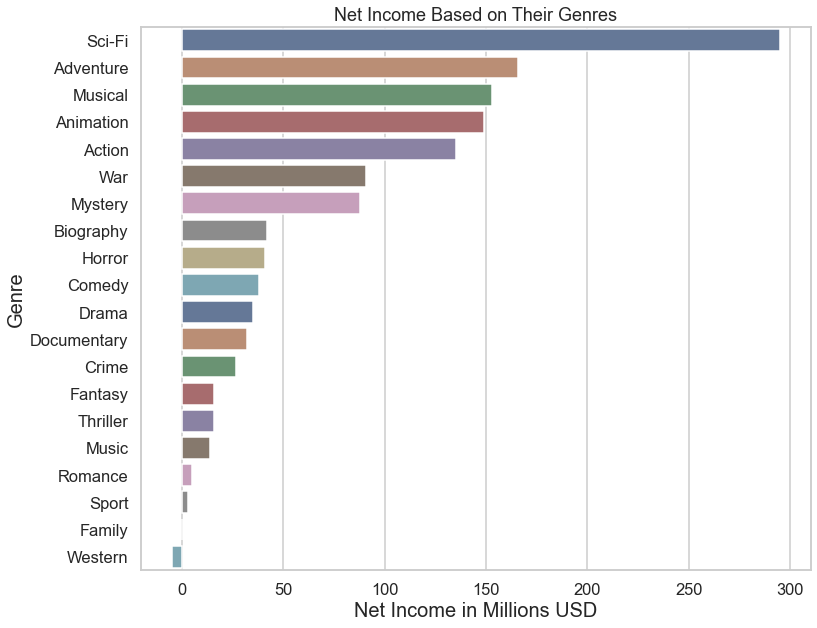 Net Income Based on Their Genres
Sci-Fi
Adventure
Musical
Animation
Action
War
Mystery
Biography
Horror
Comedy
Drama
Documentary
Crime
Fantasy
Thriller
Music
Romance
Sport
Family
Western
Genre
0 50 100 150 200 250 300
Net Income in Millions USD